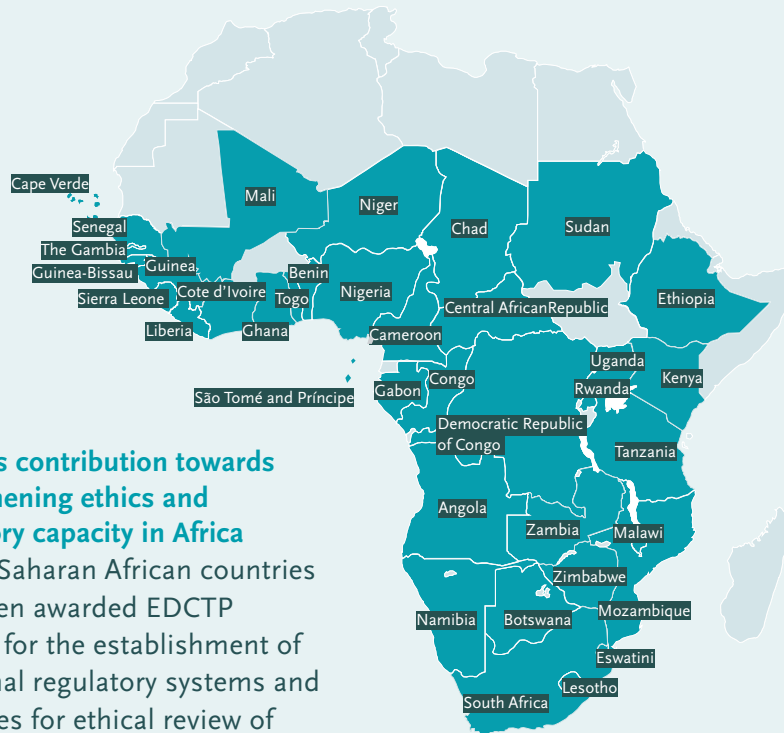 Cape Verde
Mali
Niger
Chad
Sudan
Senegal
The Gambia
Guinea-Bissau
Guinea
Benin
Sierra Leone
Cote d'Ivoire
Togo
Nigeria
Central AfricanRepublic
Ethiopia
Liberia
Ghana
Cameroon
Uganda
Kenya
Congo
Gabon
Rwanda
São Tomé and Príncipe
Democratic Republic
of Congo
Tanzania
Angola
Zambia
Malawi
Zimbabwe
Namibia
Botswana
Mozambique
Eswatini
Lesotho
South Africa
s contribution towards
ening ethics and
ry capacity in Africa
Saharan African countries
en awarded EDCTP
for the establishment of
al regulatory systems and
es for ethical review of